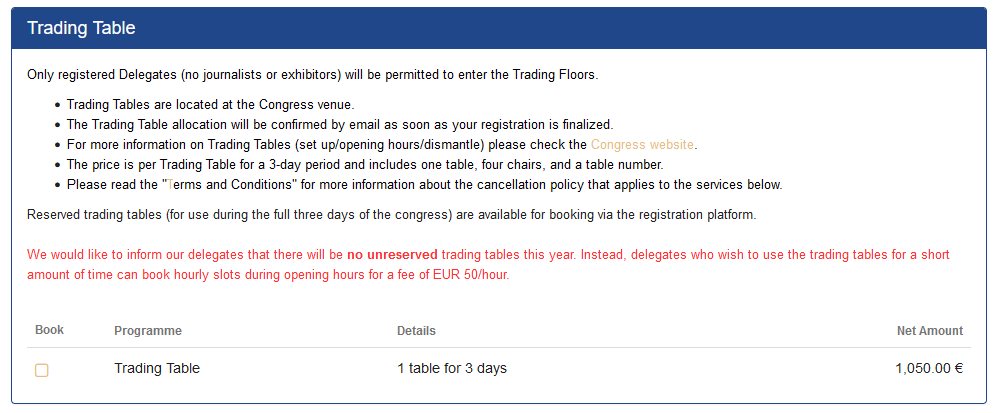 Trading Table
Only registered Delegates (no journalists or exhibitors) will be permitted to enter the Trading Floors.
• Trading Tables are located at the Congress venue.
• The Trading Table allocation will be confirmed by email as soon as your registration is finalized.
• For more information on Trading Tables (set up/opening hours/dismantle) please check the Congress website.
• The price is per Trading Table for a 3-day period and includes one table, four chairs, and a table number.
• Please read the "Terms and Conditions" for more information about the cancellation policy that applies to the services below.
Reserved trading tables (for use during the full three days of the congress) are available for booking via the registration platform.
We would like to inform our delegates that there will be no unreserved trading tables this year. Instead, delegates who wish to use the trading tables for a short
amount of time can book hourly slots during opening hours for a fee of EUR 50/hour.
Book Programme Details Net Amount
Trading Table 1 table for 3 days 1,050.00 €